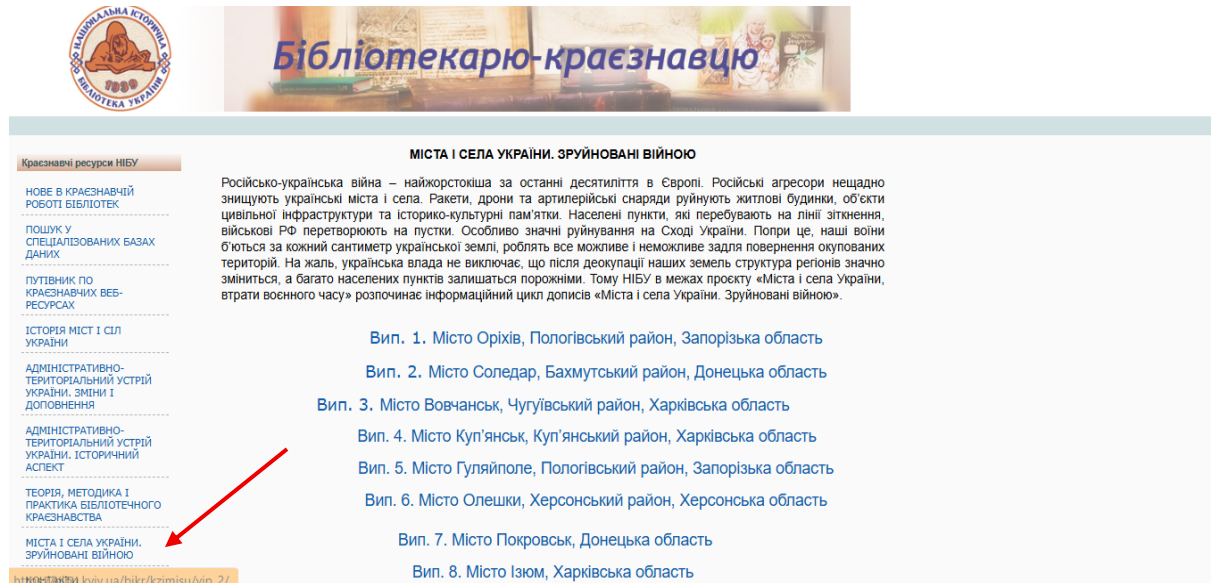 НАЦІОНАЛЬНА ІСТОРИЧНА
БІБЛІОТЕКА УКРАЇНИ
1939
Бібліотекарю-краєзнавцю
Краєзнавчі ресурси НІБУ
НОВЕ В КРАЄЗНАВЧІЙ
РОБОТІ БІБЛІОТЕК
ПОШУК У
СПЕЦІАЛІЗОВАНИХ БАЗАХ
ДАНИХ
ПУТІВНИК ПО
КРАЄЗНАВЧИХ ВЕБ-
РЕСУРСАХ
ІСТОРІЯ МІСТ І СІЛ
УКРАЇНИ
АДМІНІСТРАТИВНО-
ТЕРИТОРІАЛЬНИЙ УСТРІЙ
УКРАЇНИ. ЗМІНИ І
ДОПОВНЕННЯ
АДМІНІСТРАТИВНО-
ТЕРИТОРІАЛЬНИЙ УСТРІЙ
УКРАЇНИ. ІСТОРИЧНИЙ
АСПЕКТ
ТЕОРІЯ, МЕТОДИКА І
ПРАКТИКА БІБЛІОТЕЧНОГО
КРАЄЗНАВСТВА
МІСТА І СЕЛА УКРАЇНИ.
ЗРУЙНОВАНІ ВІЙНОЮ
МІСТА І СЕЛА УКРАЇНИ. ЗРУЙНОВАНІ ВІЙНОЮ
Російсько-українська війна – найжорстокіша за останні десятиліття в Європі. Російські агресори нещадно
знищують українські міста і села. Ракети, дрони та артилерійські снаряди руйнують житлові будинки, об’єкти
цивільної інфраструктури та історико-культурні пам’ятки. Населені пункти, які перебувають на лінії зіткнення,
військові РФ перетворюють на пустки. Особливо значні руйнування на Сході України. Попри це, наші воїни
б’ються за кожний сантиметр української землі, роблять все можливе і неможливе задля повернення окупованих
територій. На жаль, українська влада не виключає, що після деокупації наших земель структура регіонів значно
зміниться, а багато населених пунктів залишаться порожніми. Тому НІБУ в межах проєкту «Міста і села України,
втрати воєнного часу» розпочинає інформаційний цикл дописів «Міста і села України. Зруйновані війною».
Вип. 1. Місто Оріхів, Пологівський район, Запорізька область
Вип. 2. Місто Соледар, Бахмутський район, Донецька область
Вип. 3. Місто Вовчанськ, Чугуївський район, Харківська область
Вип. 4. Місто Куп’янськ, Куп’янський район, Харківська область
Вип. 5. Місто Гуляйполе, Пологівський район, Запорізька область
Вип. 6. Місто Олешки, Херсонський район, Херсонська область
Вип. 7. Місто Покровськ, Донецька область
Вип. 8. Місто Ізюм, Харківська область